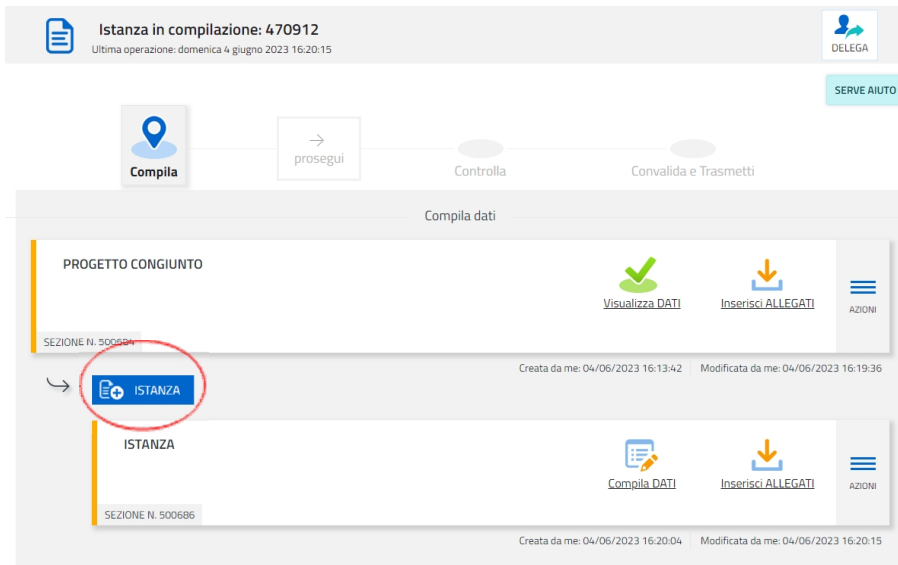 Istanza in compilazione: 470912
Ultima operazione: domenica 4 giugno 2023 16:20:15
DELEGA
SERVE AIUTO
Compila
prosegui
Controlla
Convalida e Trasmetti
Compila dati
PROGETTO CONGIUNTO
Visualizza DATI
Inserisci ALLEGATI
AZIONI
SEZIONE N. 500684
Creata da me: 04/06/2023 16:13:42
Modificata da me: 04/06/2023 16:19:36
ISTANZA
ISTANZA
Compila DATI
Inserisci ALLEGATI
AZIONI
SEZIONE N. 500686
Creata da me: 04/06/2023 16:20:04
Modificata da me: 04/06/2023 16:20:15